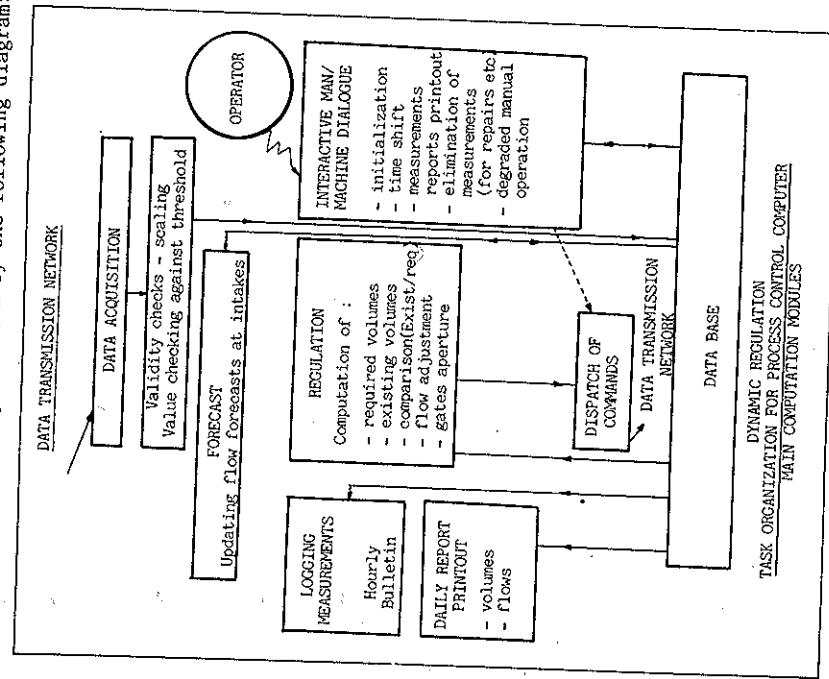 the following diagram:
DATA TRANSMISSION NETWORK
DATA ACQUISITION
Validity checks - scaling
Value checking against threshold
FORECAST
Updating flow forecasts at intakes
OPERATOR
LOGGING
MEASUREMENTS
Hourly
Bulletin
REGULATION
Computation of :
- required volumes
- existing volumes
- comparison(Exist/req)
- flow adjustment
- gates aperture
INTERACTIVE MAN/
MACHINE DIALOGUE
- initialization
- time shift
- measurements
reports printout
- elimination of
measurements
(for repairs etc)
- degraded manual
operation
DAILY REPORT
PRINTOUT
- volumes
- flows
DISPATCH OF
COMMANDS
DATA TRANSMISSION
NETWORK
DATA BASE
DYNAMIC REGULATION
TASK ORGANIZATION FOR PROCESS CONTROL COMPUTER
MAIN COMPUTATION MODULES